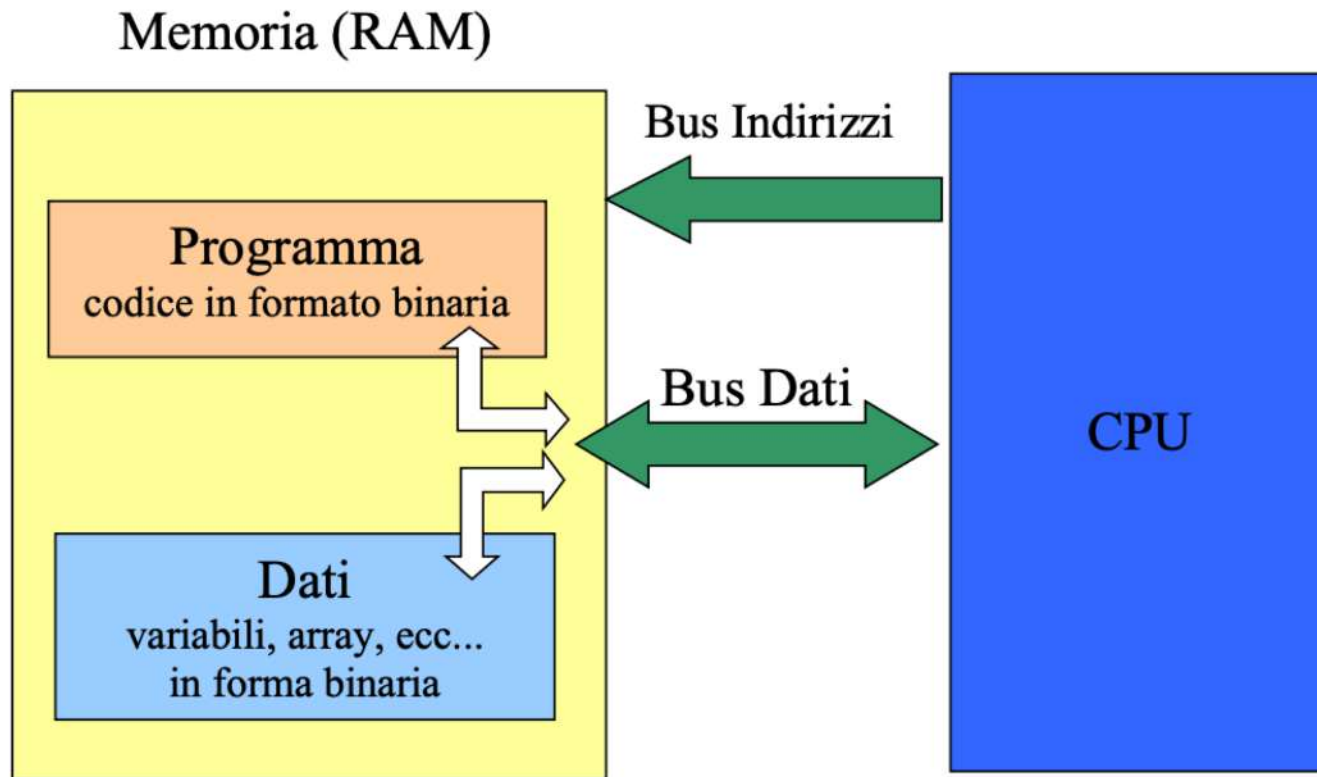 Memoria (RAM)
Bus Indirizzi
Programma
codice in formato binaria
Bus Dati
CPU
Dati
variabili, array, ecc...
in forma binaria